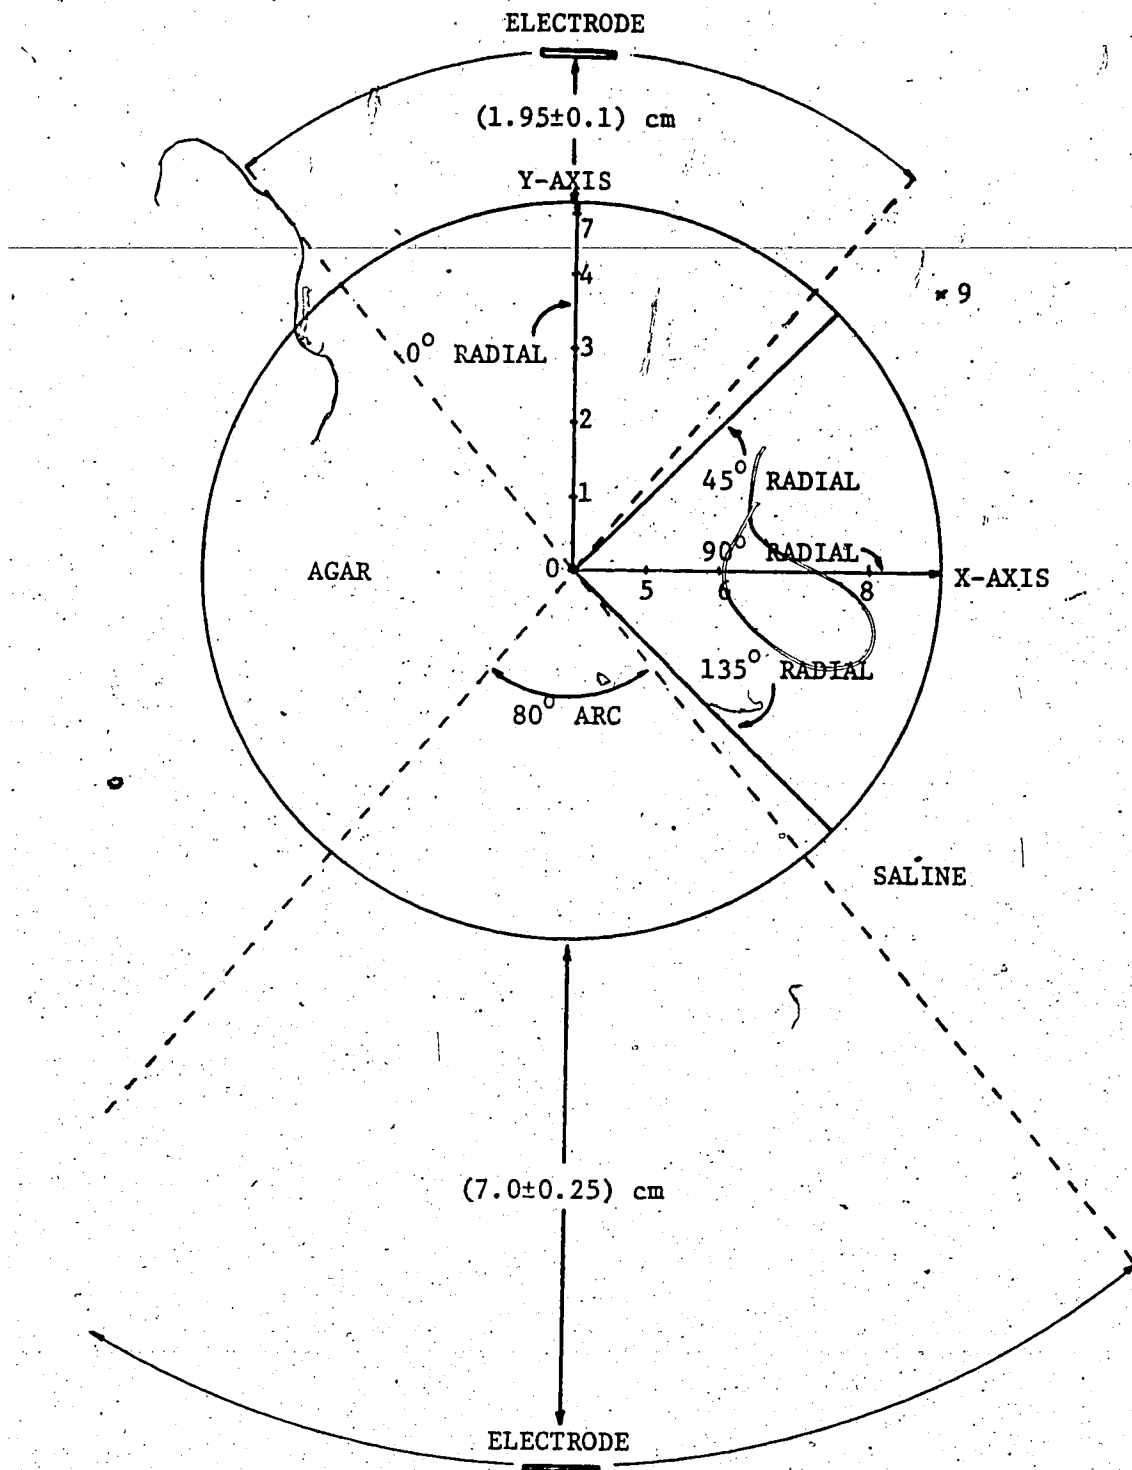 ELECTRODE
(1.95±0.1) cm
Y-AXIS
7
4
× 9
0° RADIAL
3
2
45° RADIAL
1
90° RADIAL
AGAR
0
5
6
8
X-AXIS
135° RADIAL
80° ARC
SALINE
(7.0±0.25) cm
ELECTRODE